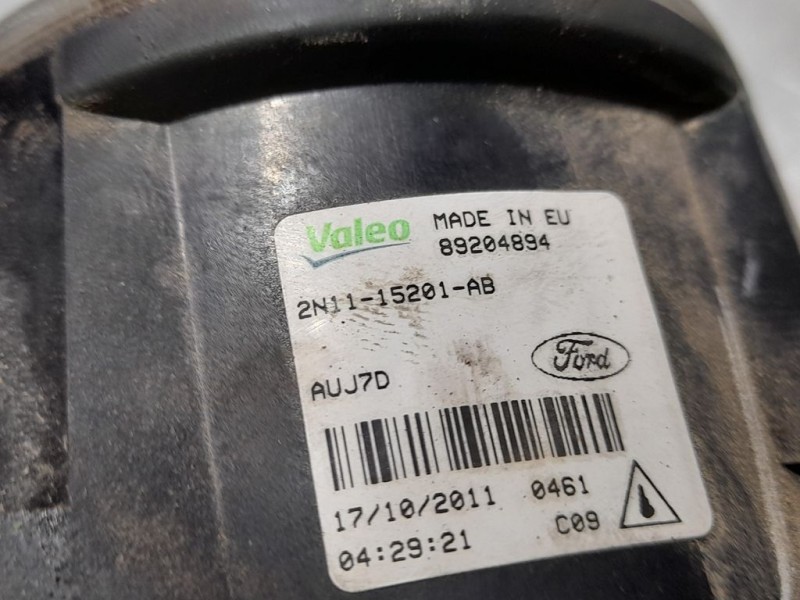 Valeo MADE IN EU
89204894
2N11-15201-AB
Ford
AUJ7D
17/10/2011 0461
04:29:21 C09